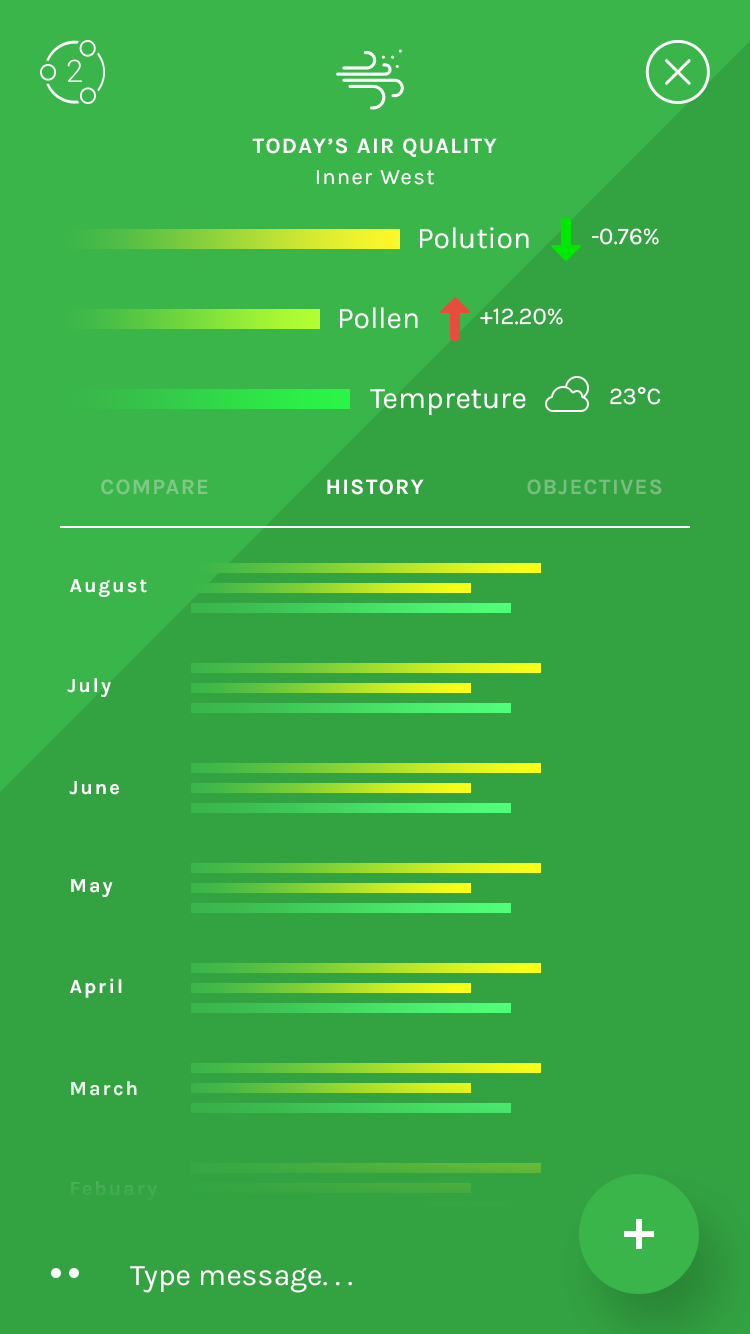 2
TODAY’S AIR QUALITY
Inner West
Polution -0.76%
Pollen +12.20%
Tempreture 23°C
COMPARE HISTORY OBJECTIVES
August
July
June
May
April
March
Febuary
Type message...